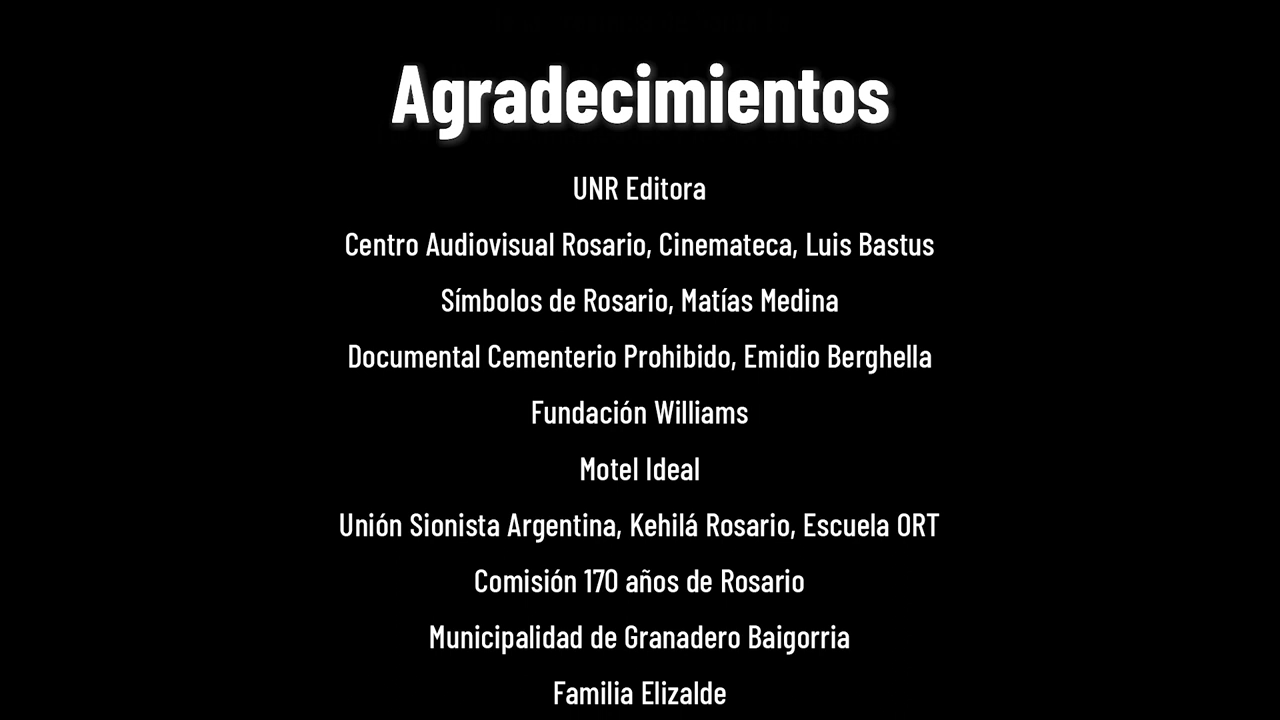 Agradecimientos
UNR Editora
Centro Audiovisual Rosario, Cinemateca, Luis Bastus
Símbolos de Rosario, Matías Medina
Documental Cementerio Prohibido, Emidio Berghella
Fundación Williams
Motel Ideal
Unión Sionista Argentina, Kehilá Rosario, Escuela ORT
Comisión 170 años de Rosario
Municipalidad de Granadero Baigorria
Familia Elizalde